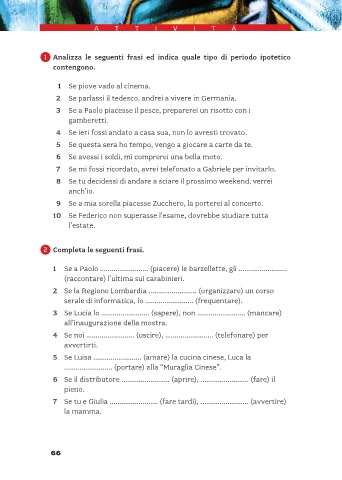 ATTIVITÀ
1 Analizza le seguenti frasi ed indica quale tipo di periodo ipotetico
contengono.
1 Se piove vado al cinema.
2 Se parlassi il tedesco, andrei a vivere in Germania.
3 Se a Paolo piacesse il pesce, preparerei un risotto con i
gamberetti.
4 Se ieri fossi andato a casa sua, non lo avresti trovato.
5 Se questa sera ho tempo, vengo a giocare a carte da te.
6 Se avessi i soldi, mi comprerei una bella moto.
7 Se mi fossi ricordato, avrei telefonato a Gabriele per invitarlo.
8 Se tu decidessi di andare a sciare il prossimo weekend, verrei
anch'io.
9 Se a mia sorella piacesse Zucchero, la porterei al concerto.
10 Se Federico non superasse l'esame, dovrebbe studiare tutta
l'estate.
2 Completa le seguenti frasi.
1 Se a Paolo ........................ (piacere) le barzellette, gli ........................
(raccontare) l'ultima sui carabinieri.
2 Se la Regione Lombardia ........................ (organizzare) un corso
serale di informatica, lo ........................ (frequentare).
3 Se Lucia lo ........................ (sapere), non ........................ (mancare)
all'inaugurazione della mostra.
4 Se noi ........................ (uscire), ........................ (telefonare) per
avvertirti.
5 Se Luisa ........................ (amare) la cucina cinese, Luca la
........................ (portare) alla "Muraglia Cinese".
6 Se il distributore ........................ (aprire), ........................ (fare) il
pieno.
7 Se tu e Giulia ........................ (fare tardi), ........................ (avvertire)
la mamma.
66